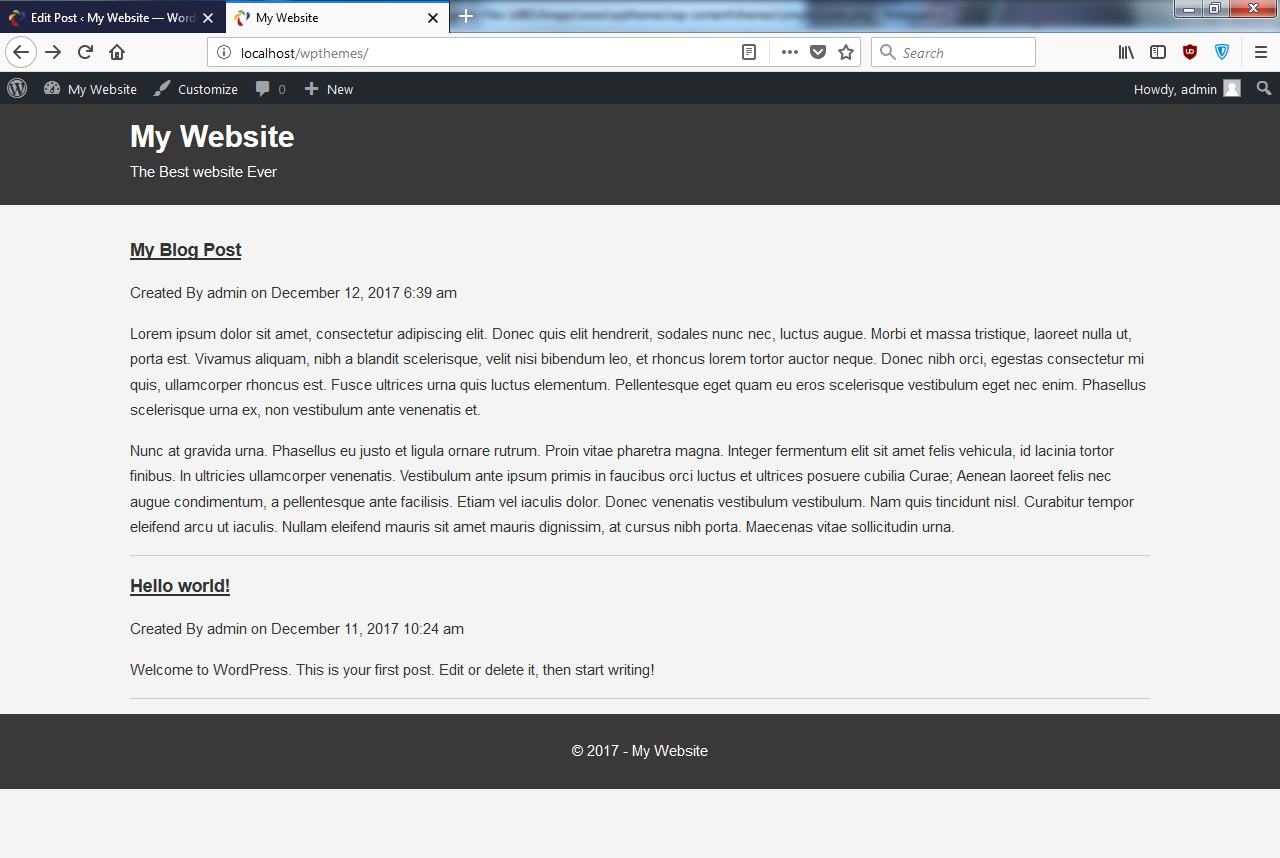 Edit Post ‹ My Website — Word
My Website
localhost/wpthemes/
Search
My Website
Customize
0
New
Howdy, admin
My Website
The Best website Ever
My Blog Post
Created By admin on December 12, 2017 6:39 am
Lorem ipsum dolor sit amet, consectetur adipiscing elit. Donec quis elit hendrerit, sodales nunc nec, luctus augue. Morbi et massa tristique, laoreet nulla ut,
porta est. Vivamus aliquam, nibh a blandit scelerisque, velit nisi bibendum leo, et rhoncus lorem tortor auctor neque. Donec nibh orci, egestas consectetur mi
quis, ullamcorper rhoncus est. Fusce ultrices urna quis luctus elementum. Pellentesque eget quam eu eros scelerisque vestibulum eget nec enim. Phasellus
scelerisque urna ex, non vestibulum ante venenatis et.
Nunc at gravida urna. Phasellus eu justo et ligula ornare rutrum. Proin vitae pharetra magna. Integer fermentum elit sit amet felis vehicula, id lacinia tortor
finibus. In ultricies ullamcorper venenatis. Vestibulum ante ipsum primis in faucibus orci luctus et ultrices posuere cubilia Curae; Aenean laoreet felis nec
augue condimentum, a pellentesque ante facilisis. Etiam vel iaculis dolor. Donec venenatis vestibulum vestibulum. Nam quis tincidunt nisl. Curabitur tempor
eleifend arcu ut iaculis. Nullam eleifend mauris sit amet mauris dignissim, at cursus nibh porta. Maecenas vitae sollicitudin urna.
Hello world!
Created By admin on December 11, 2017 10:24 am
Welcome to WordPress. This is your first post. Edit or delete it, then start writing!
© 2017 - My Website